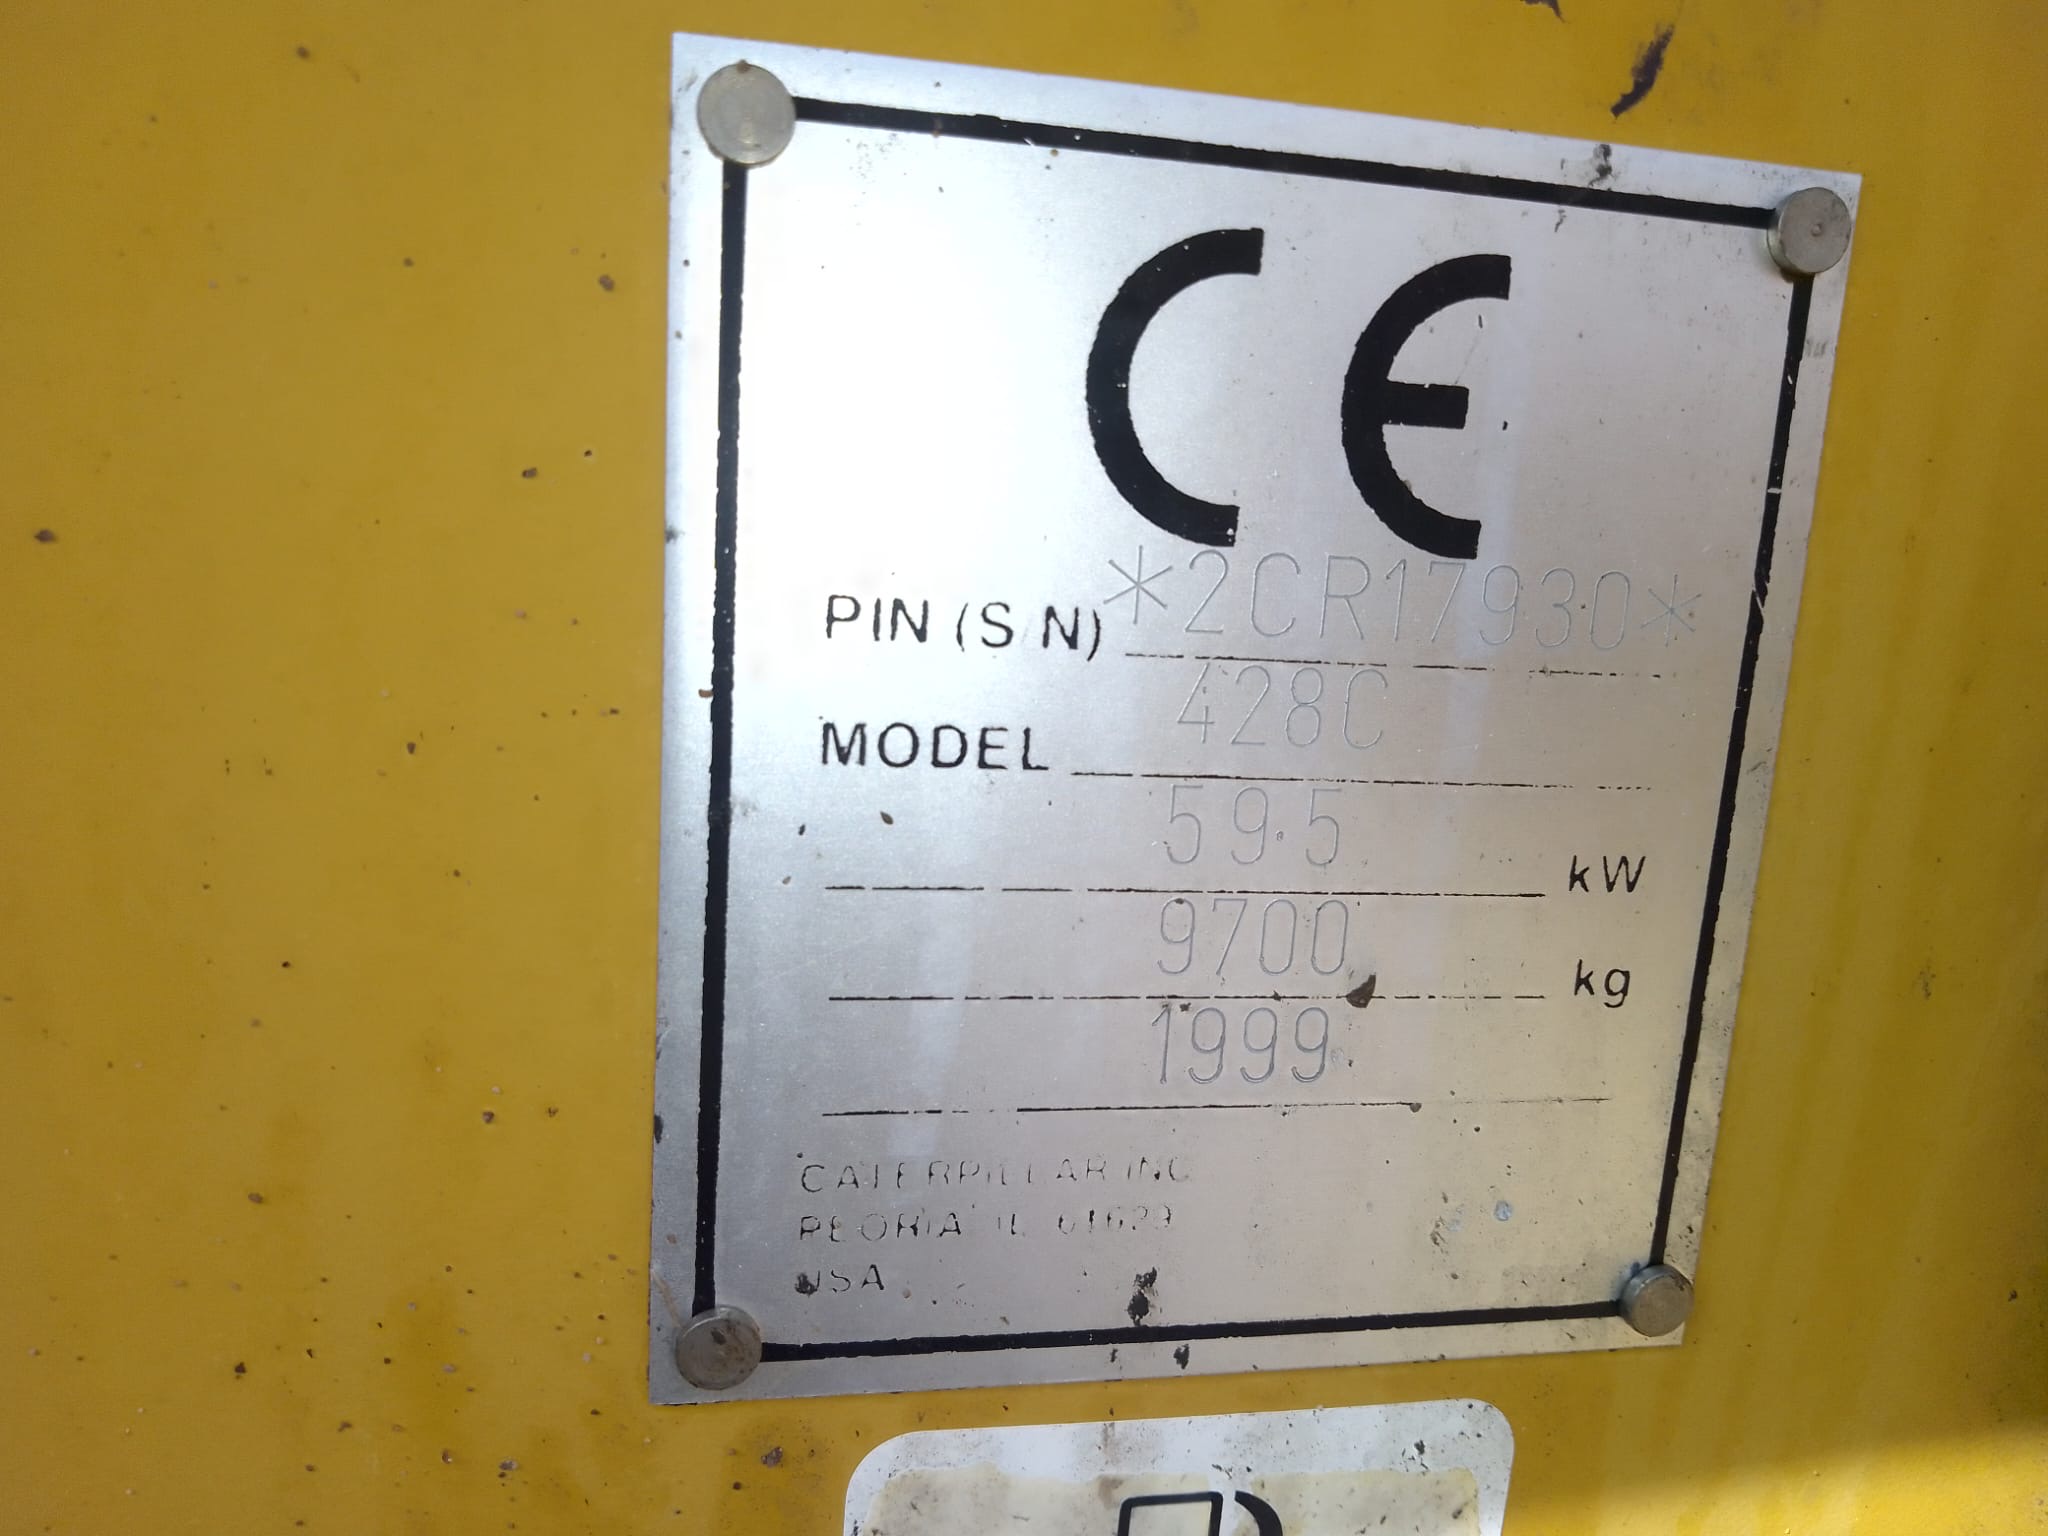 CE
PIN (S/N) *2CR17930*
MODEL 428C
59.5 kW
9700 kg
1999
CATERPILLAR INC
PEORIA IL 61629
USA